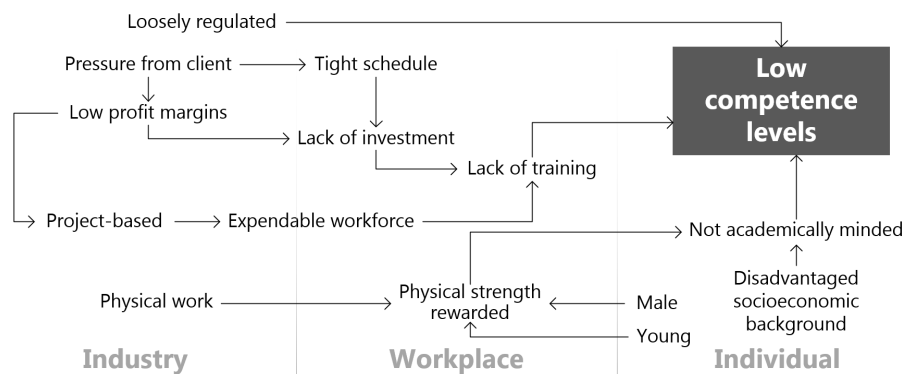 Loosely regulated
Pressure from client
Tight schedule
Low
competence
levels
Low profit margins
Lack of investment
Lack of training
Project-based
Expendable workforce
Not academically minded
Physical work
Physical strength
rewarded
Male
Young
Disadvantaged
socioeconomic
background
Industry
Workplace
Individual